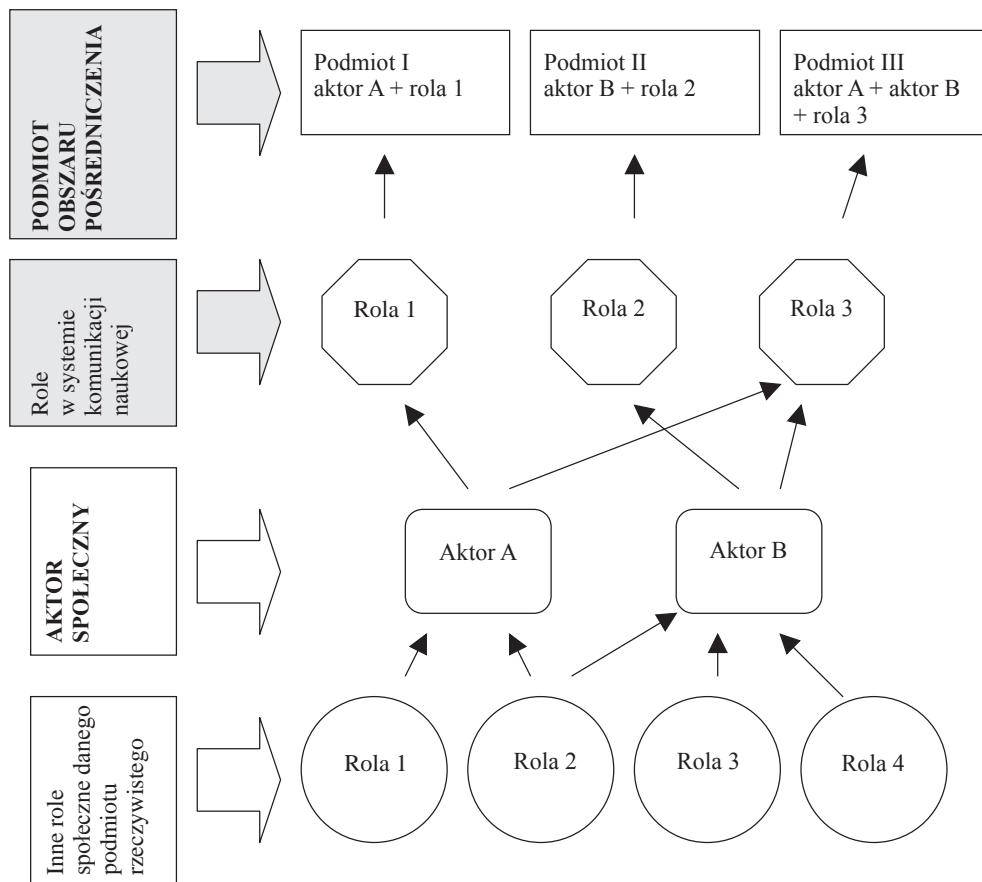 PODMIOT
OBSZARU
POŚREDNICZENIA
Podmiot I
aktor A + rola 1
Podmiot II
aktor B + rola 2
Podmiot III
aktor A + aktor B
+ rola 3
Role
w systemie
komunikacji
naukowej
Rola 1
Rola 2
Rola 3
AKTOR
SPOŁECZNY
Aktor A
Aktor B
Inne role
społeczne danego
podmiotu
rzeczywistego
Rola 1
Rola 2
Rola 3
Rola 4